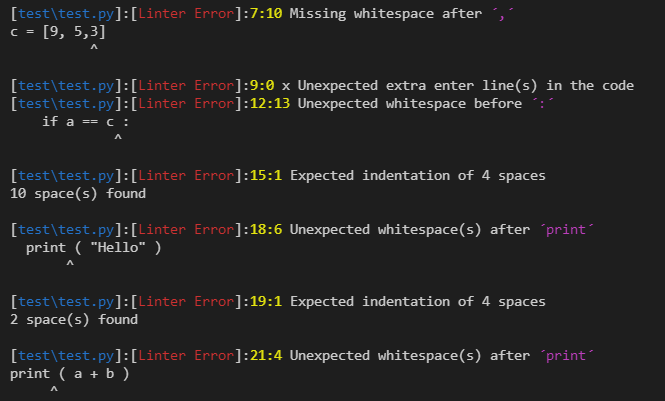 [test\test.py]:[Linter Error]:7:10 Missing whitespace after ´,´
c = [9, 5,3]
^
[test\test.py]:[Linter Error]:9:0 x Unexpected extra enter line(s) in the code
[test\test.py]:[Linter Error]:12:13 Unexpected whitespace before ´:´
if a == c :
^
[test\test.py]:[Linter Error]:15:1 Expected indentation of 4 spaces
10 space(s) found
[test\test.py]:[Linter Error]:18:6 Unexpected whitespace(s) after ´print´
print ( "Hello" )
^
[test\test.py]:[Linter Error]:19:1 Expected indentation of 4 spaces
2 space(s) found
[test\test.py]:[Linter Error]:21:4 Unexpected whitespace(s) after ´print´
print ( a + b )
^